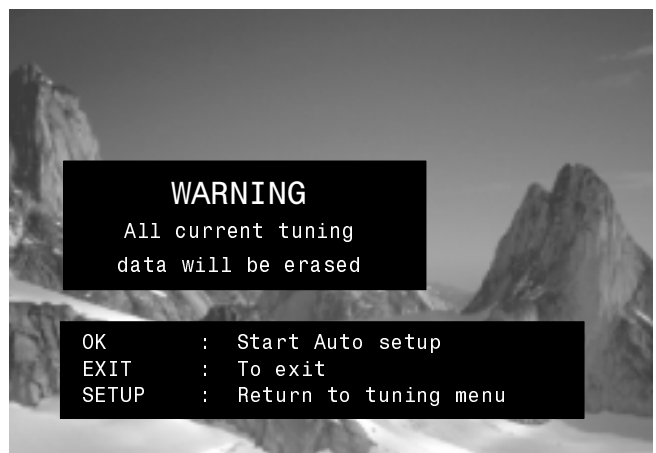 WARNING
All current tuning
data will be erased
OK : Start Auto setup
EXIT : To exit
SETUP : Return to tuning menu